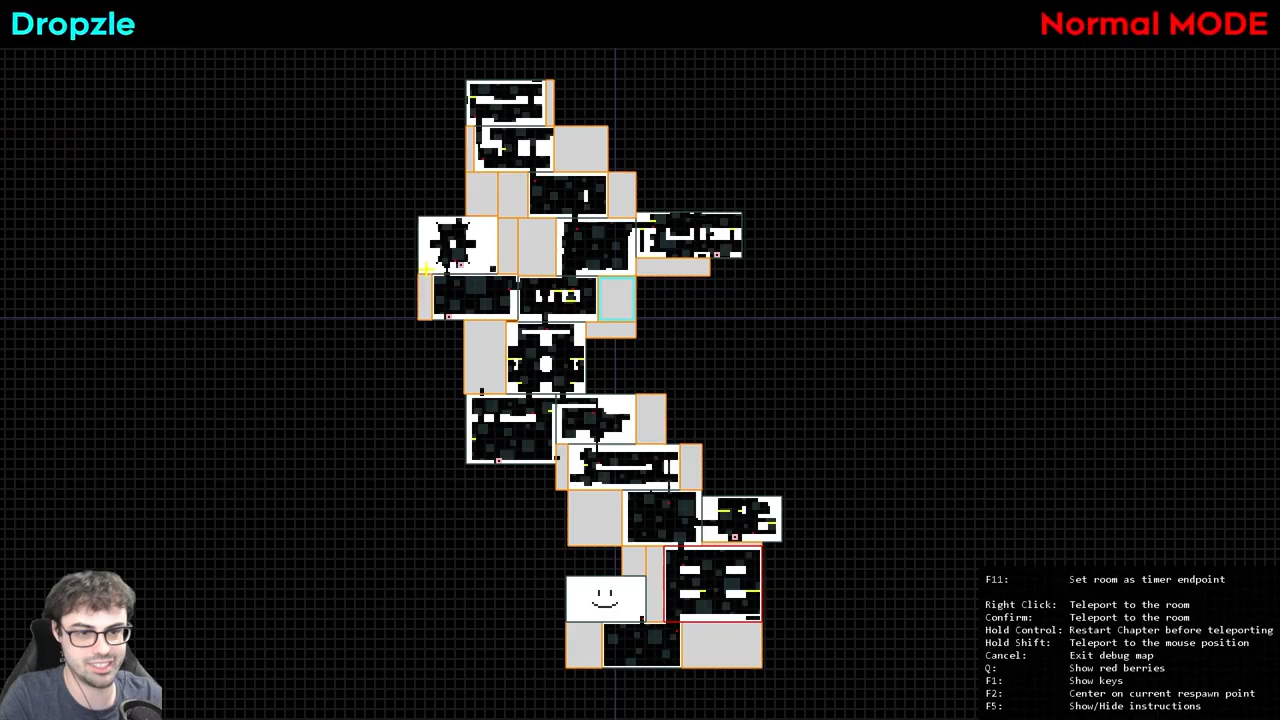 Dropzle
Normal MODE
F11: Set room as timer endpoint
Right Click: Teleport to the room
Confirm: Teleport to the room
Hold Control: Restart Chapter before teleporting
Hold Shift: Teleport to the mouse position
Cancel: Exit debug map
Q: Show red berries
F1: Show keys
F2: Center on current respawn point
F5: Show/Hide instructions